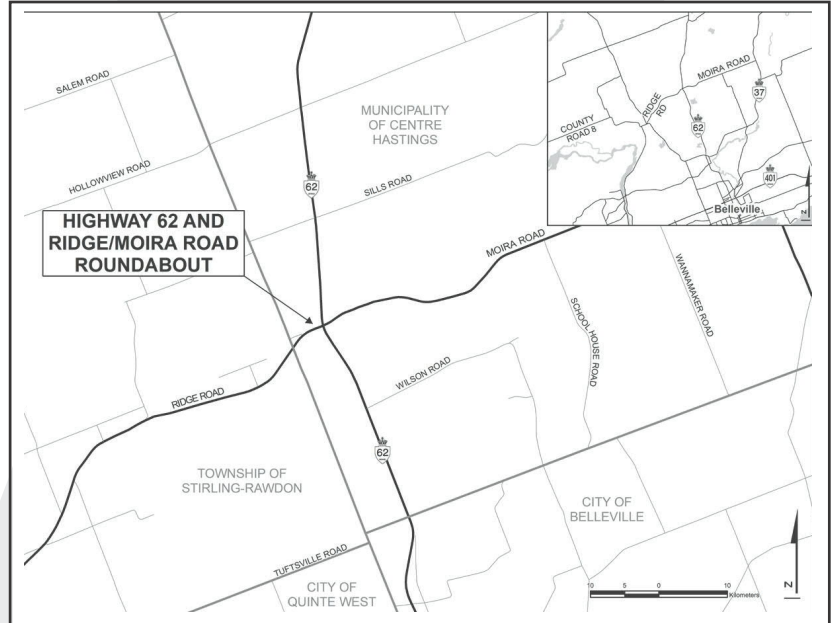 SALEM ROAD
HOLLOWVIEW ROAD
MUNICIPALITY
OF CENTRE
HASTINGS
62
SILLS ROAD
HIGHWAY 62 AND
RIDGE/MOIRA ROAD
ROUNDABOUT
MOIRA ROAD
WANNAMAKER ROAD
SCHOOL HOUSE
ROAD
WILSON ROAD
RIDGE ROAD
62
TOWNSHIP OF
STIRLING-RAWDON
CITY OF
BELLEVILLE
TUFTSVILLE ROAD
CITY OF
QUINTE WEST
10 5 0 10
Kilometers
N
MOIRA ROAD
37
RIDGE
RD
COUNTY
ROAD 8
62
401
Belleville
N